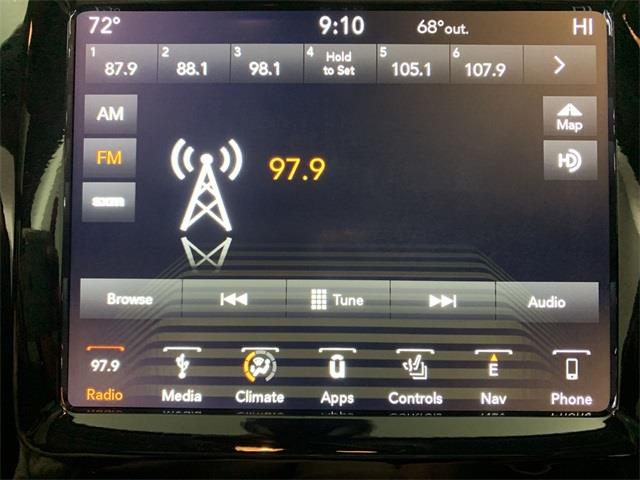 72° 9:10 68°out. HI
1 87.9 2 88.1 3 98.1 4 Hold to Set 5 105.1 6 107.9
AM
Map
FM
HD
97.9
sxm
Browse Tune Audio
97.9 E
Radio Media Climate Apps Controls Nav Phone